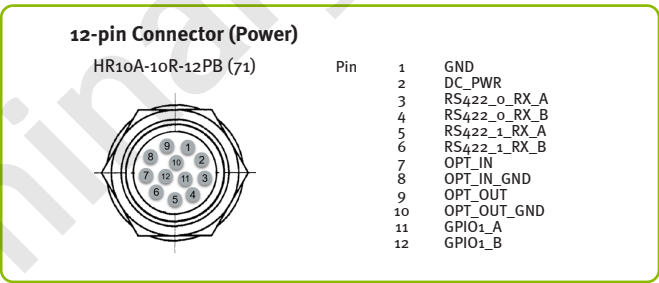 12-pin Connector (Power)
HR10A-10R-12PB (71)
Pin 1 GND
2 DC_PWR
3 RS422_0_RX_A
4 RS422_0_RX_B
5 RS422_1_RX_A
6 RS422_1_RX_B
7 OPT_IN
8 OPT_IN_GND
9 OPT_OUT
10 OPT_OUT_GND
11 GPIO1_A
12 GPIO1_B
9 1
8 10 2
7 12 11 3
6 5 4